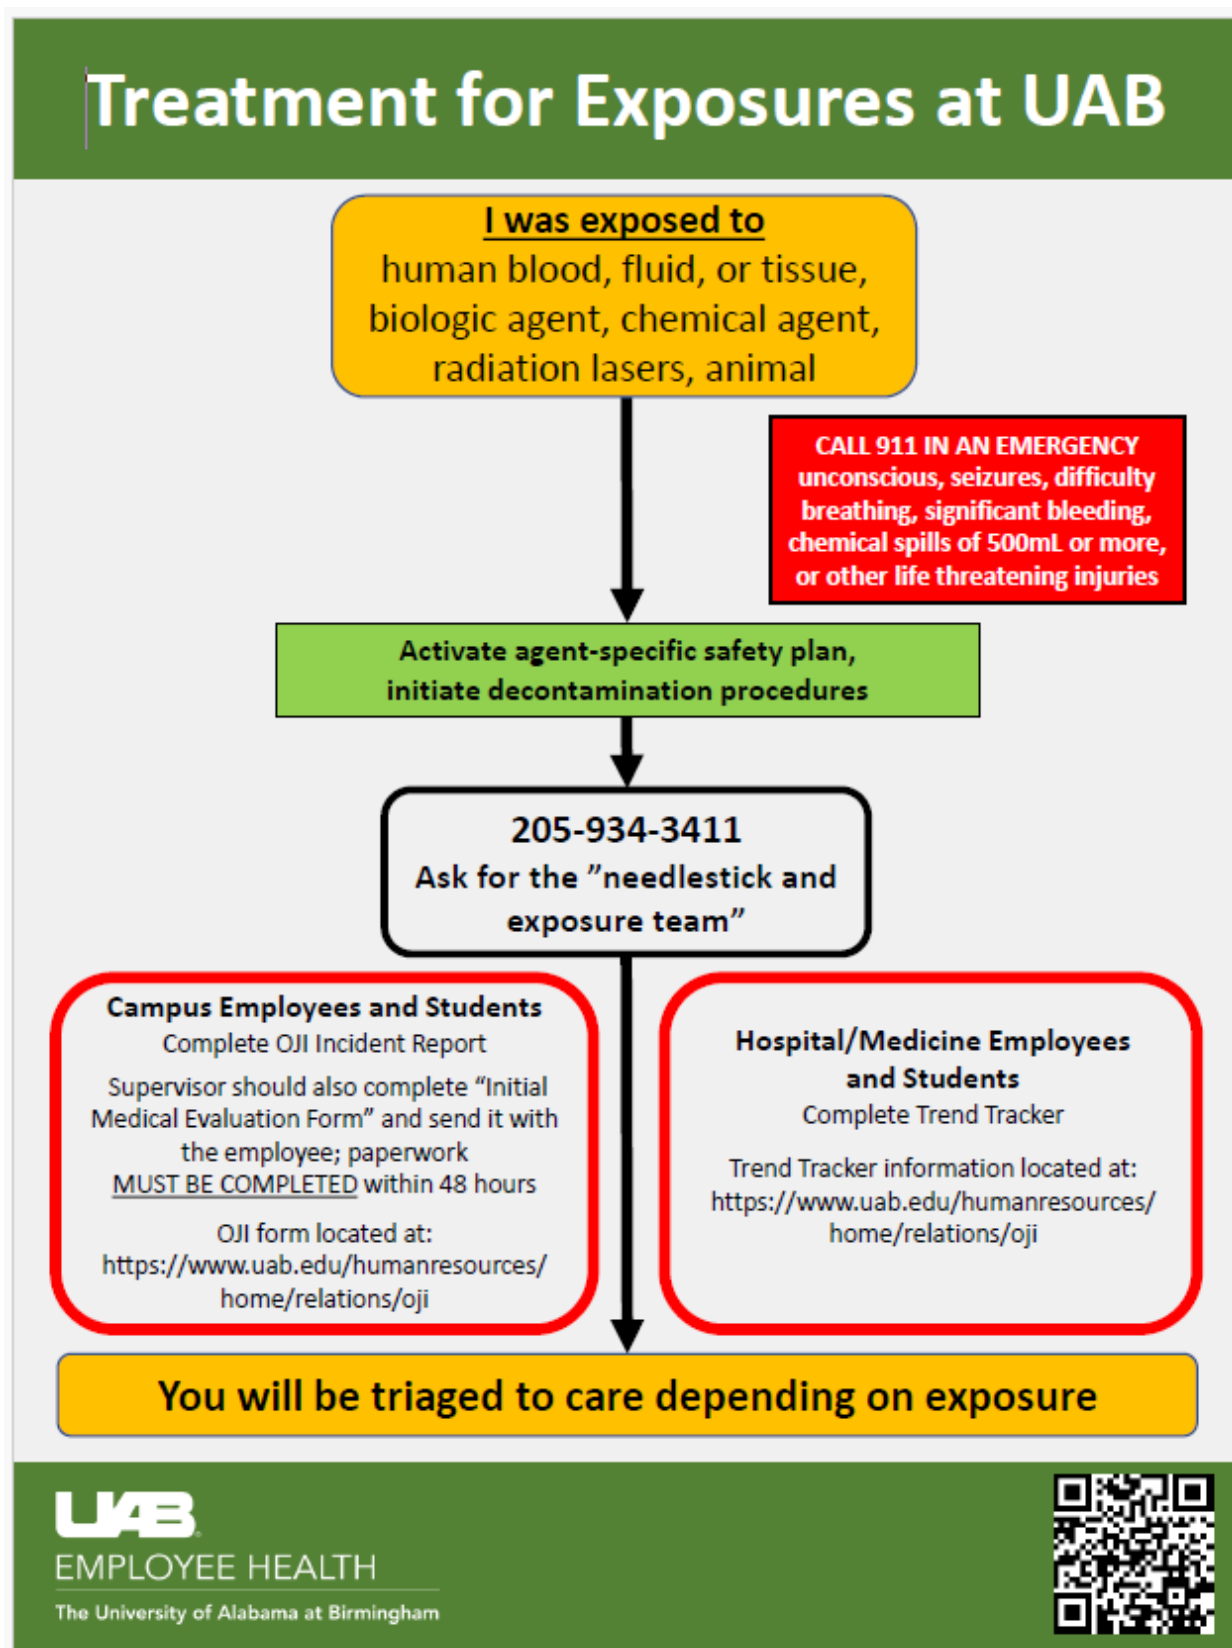 Treatment for Exposures at UAB
I was exposed to
human blood, fluid, or tissue,
biologic agent, chemical agent,
radiation lasers, animal
CALL 911 IN AN EMERGENCY
unconscious, seizures, difficulty
breathing, significant bleeding,
chemical spills of 500mL or more,
or other life threatening injuries
Activate agent-specific safety plan,
initiate decontamination procedures
205-934-3411
Ask for the ”needlestick and
exposure team”
Campus Employees and Students
Complete OJI Incident Report
Supervisor should also complete “Initial
Medical Evaluation Form” and send it with
the employee; paperwork
MUST BE COMPLETED within 48 hours
OJI form located at:
https://www.uab.edu/humanresources/
home/relations/oji
Hospital/Medicine Employees
and Students
Complete Trend Tracker
Trend Tracker information located at:
https://www.uab.edu/humanresources/
home/relations/oji
You will be triaged to care depending on exposure
UAB
EMPLOYEE HEALTH
The University of Alabama at Birmingham